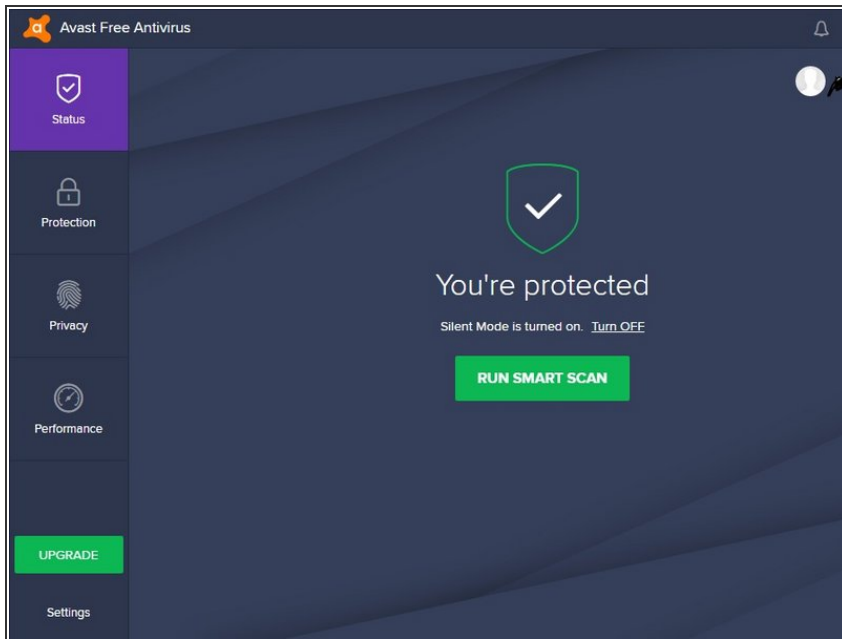 Avast Free Antivirus
Status
Protection
Privacy
Performance
UPGRADE
Settings
You're protected
Silent Mode is turned on. Turn OFF
RUN SMART SCAN